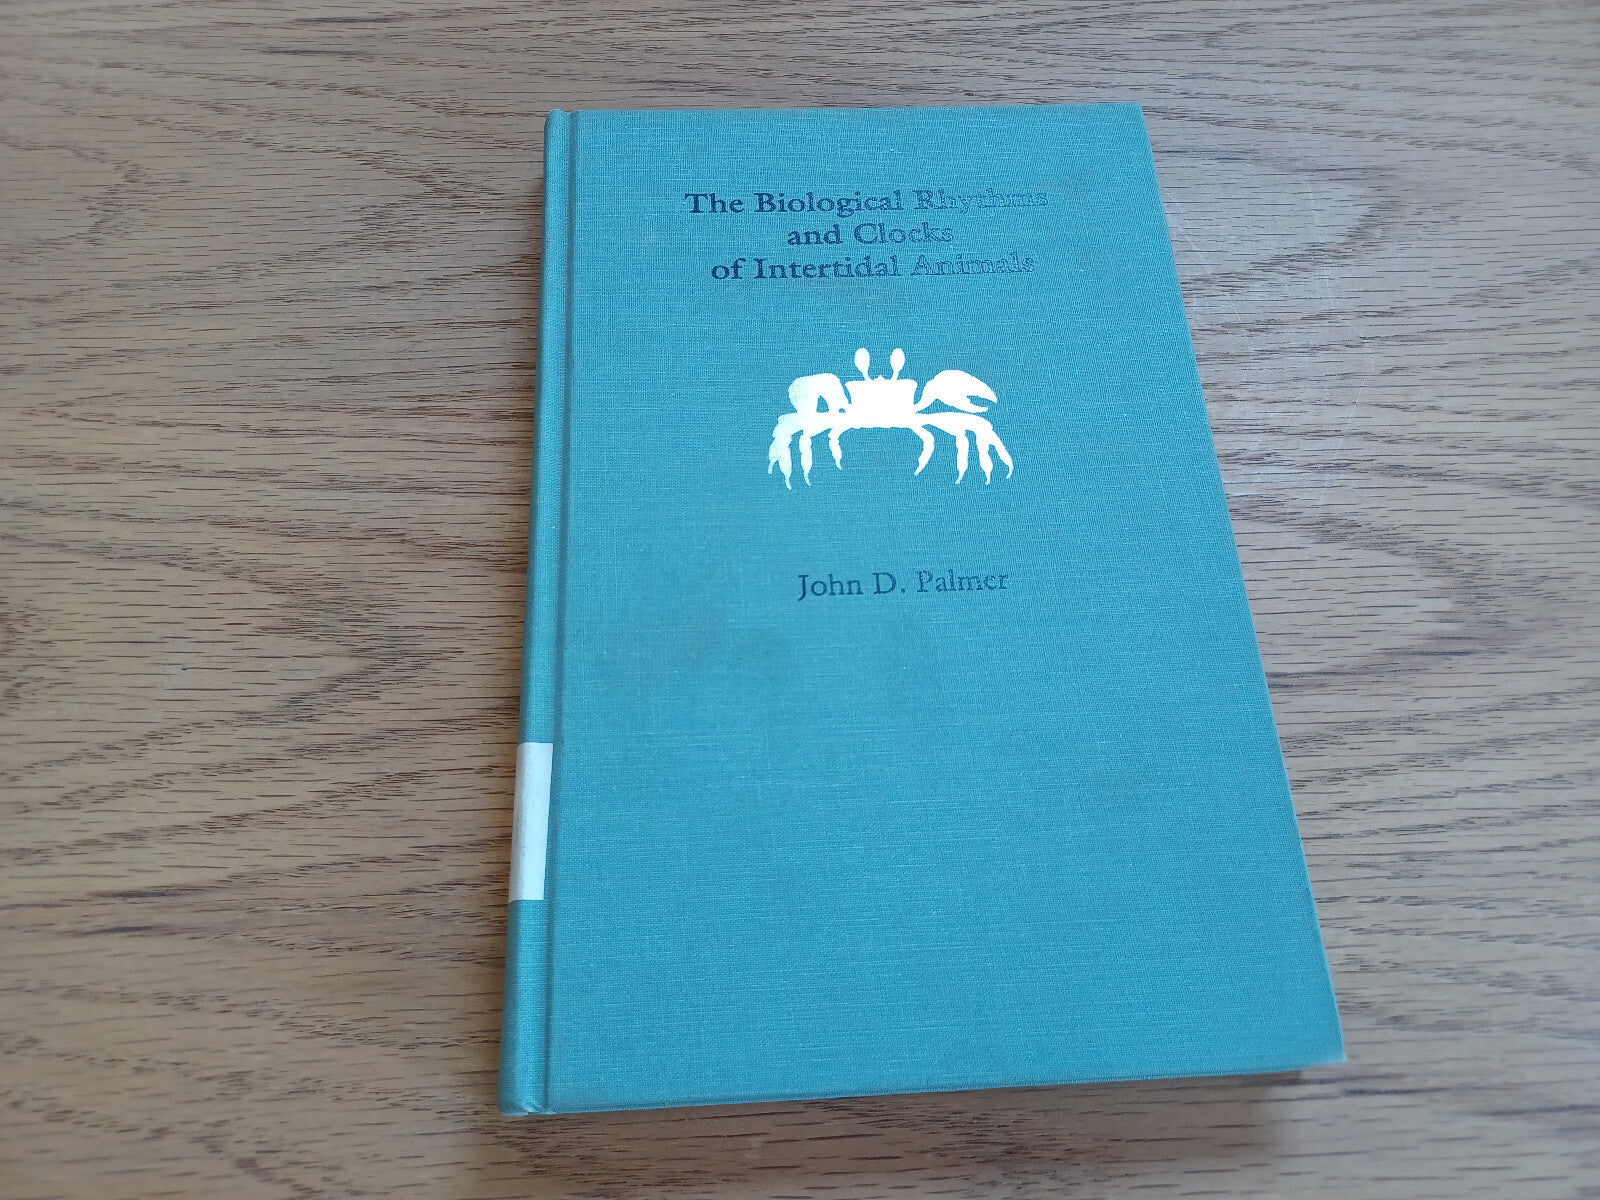 The Biological Rhythms
and Clocks
of Intertidal Animals
John D. Palmer